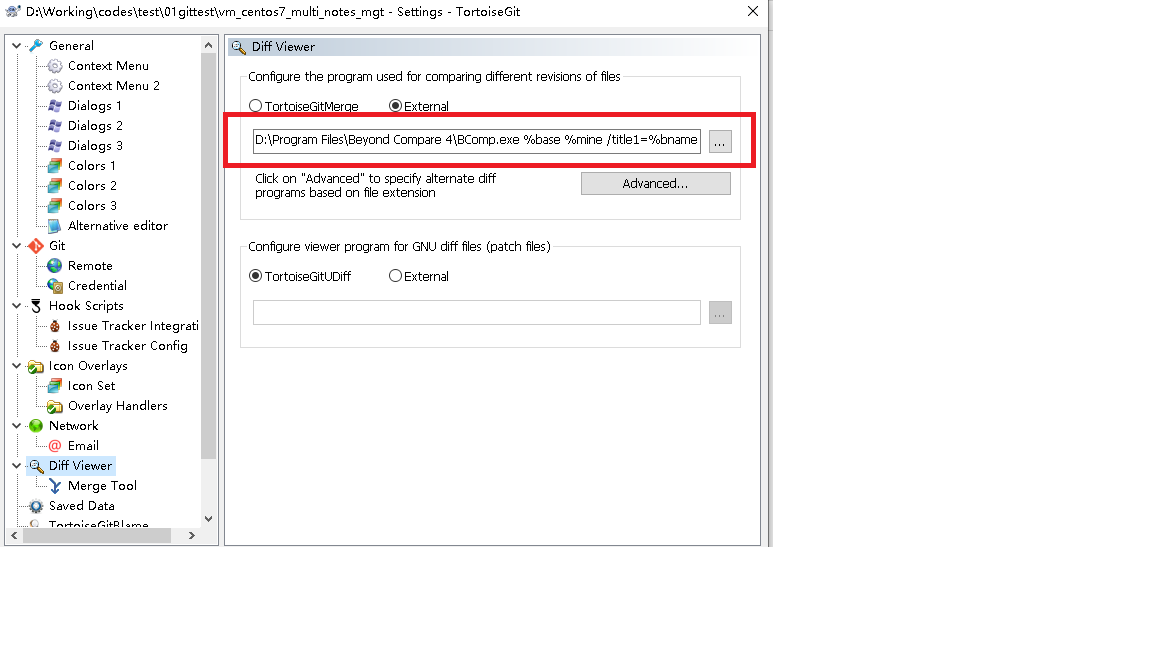 D:\Working\codes\test\01gittest\vm_centos7_multi_notes_mgt - Settings - TortoiseGit
General
Context Menu
Context Menu 2
Dialogs 1
Dialogs 2
Dialogs 3
Colors 1
Colors 2
Colors 3
Alternative editor
Git
Remote
Credential
Hook Scripts
Issue Tracker Integrati
Issue Tracker Config
Icon Overlays
Icon Set
Overlay Handlers
Network
Email
Diff Viewer
Merge Tool
Saved Data
TortoiseGitBlame
Diff Viewer
Configure the program used for comparing different revisions of files
TortoiseGitMerge
External
D:\Program Files\Beyond Compare 4\BComp.exe %base %mine /title1=%bname
...
Click on "Advanced" to specify alternate diff
programs based on file extension
Advanced...
Configure viewer program for GNU diff files (patch files)
TortoiseGitUDiff
External
...